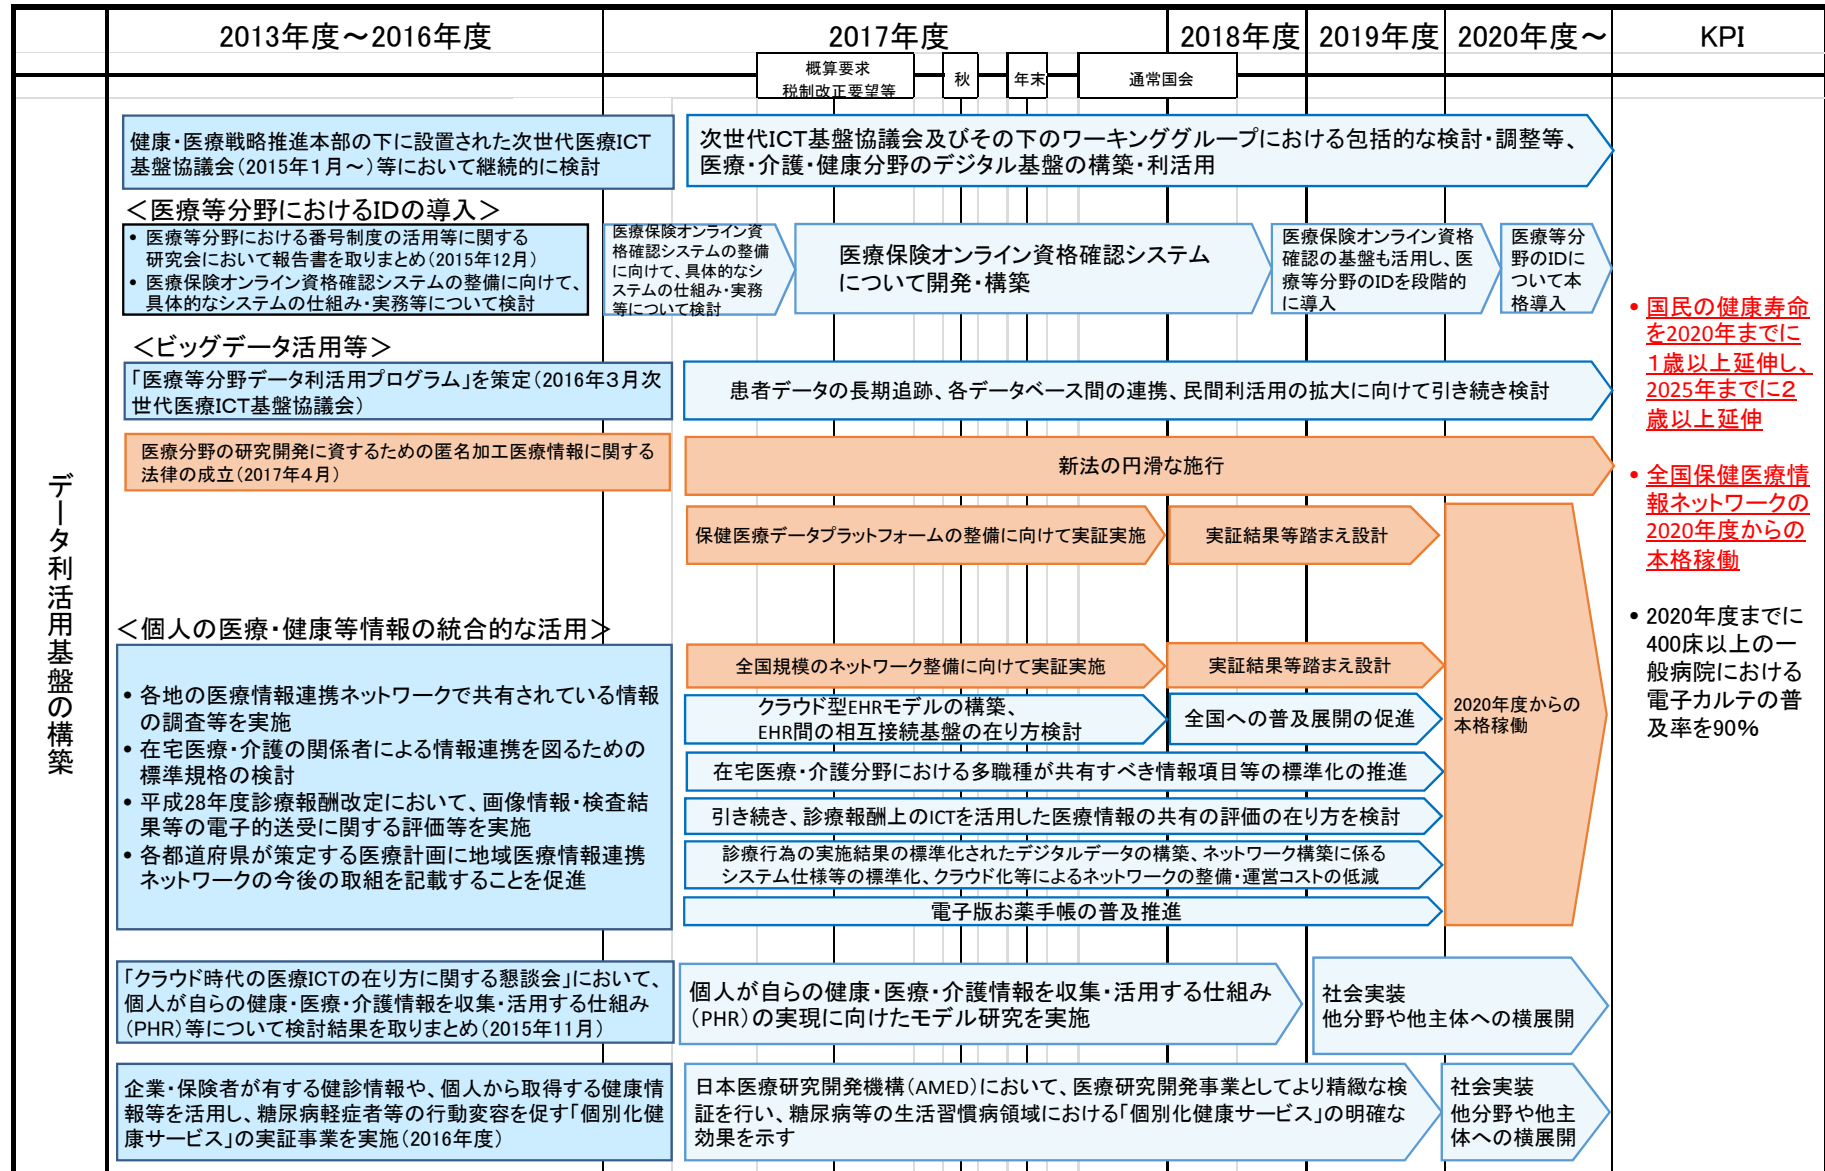 2013年度～2016年度
2017年度
2018年度
2019年度
2020年度～
KPI
概算要求
税制改正要望等
秋
年末
通常国会
データ利活用基盤の構築
健康・医療戦略推進本部の下に設置された次世代医療ICT
基盤協議会（2015年１月～）等において継続的に検討
次世代ICT基盤協議会及びその下のワーキンググループにおける包括的な検討・調整等、
医療・介護・健康分野のデジタル基盤の構築・利活用
＜医療等分野におけるIDの導入＞
• 医療等分野における番号制度の活用等に関する
研究会において報告書を取りまとめ（2015年12月）
• 医療保険オンライン資格確認システムの整備に向けて、
具体的なシステムの仕組み・実務等について検討
医療保険オンライン資
格確認システムの整備
に向けて、具体的なシ
ステムの仕組み・実務
等について検討
医療保険オンライン資格確認システム
について開発・構築
医療保険オンライン資格
確認の基盤も活用し、医
療等分野のIDを段階的
に導入
医療等分
野のIDに
ついて本
格導入
＜ビッグデータ活用等＞
「医療等分野データ利活用プログラム」を策定（2016年３月次
世代医療ICT基盤協議会）
患者データの長期追跡、各データベース間の連携、民間利活用の拡大に向けて引き続き検討
医療分野の研究開発に資するための匿名加工医療情報に関する
法律の成立（2017年４月）
新法の円滑な施行
保健医療データプラットフォームの整備に向けて実証実施
実証結果等踏まえ設計
＜個人の医療・健康等情報の統合的な活用＞
• 各地の医療情報連携ネットワークで共有されている情報
の調査等を実施
• 在宅医療・介護の関係者による情報連携を図るための
標準規格の検討
• 平成28年度診療報酬改定において、画像情報・検査結
果等の電子的送受に関する評価等を実施
• 各都道府県が策定する医療計画に地域医療情報連携
ネットワークの今後の取組を記載することを促進
全国規模のネットワーク整備に向けて実証実施
実証結果等踏まえ設計
クラウド型EHRモデルの構築、
EHR間の相互接続基盤の在り方検討
全国への普及展開の促進
在宅医療・介護分野における多職種が共有すべき情報項目等の標準化の推進
引き続き、診療報酬上のICTを活用した医療情報の共有の評価の在り方を検討
診療行為の実施結果の標準化されたデジタルデータの構築、ネットワーク構築に係る
システム仕様等の標準化、クラウド化等によるネットワークの整備・運営コストの低減
電子版お薬手帳の普及推進
2020年度からの
本格稼働
「クラウド時代の医療ICTの在り方に関する懇談会」において、
個人が自らの健康・医療・介護情報を収集・活用する仕組み
（PHR）等について検討結果を取りまとめ（2015年11月）
個人が自らの健康・医療・介護情報を収集・活用する仕組み
（PHR）の実現に向けたモデル研究を実施
社会実装
他分野や他主体への横展開
企業・保険者が有する健診情報や、個人から取得する健康情
報等を活用し、糖尿病軽症者等の行動変容を促す「個別化健
康サービス」の実証事業を実施（2016年度）
日本医療研究開発機構（AMED）において、医療研究開発事業としてより精緻な検
証を行い、糖尿病等の生活習慣病領域における「個別化健康サービス」の明確な
効果を示す
社会実装
他分野や他主
体への横展開
• 国民の健康寿命
を2020年までに
１歳以上延伸し、
2025年までに２
歳以上延伸
• 全国保健医療情
報ネットワークの
2020年度からの
本格稼働
• 2020年度までに
400床以上の一
般病院における
電子カルテの普
及率を90％